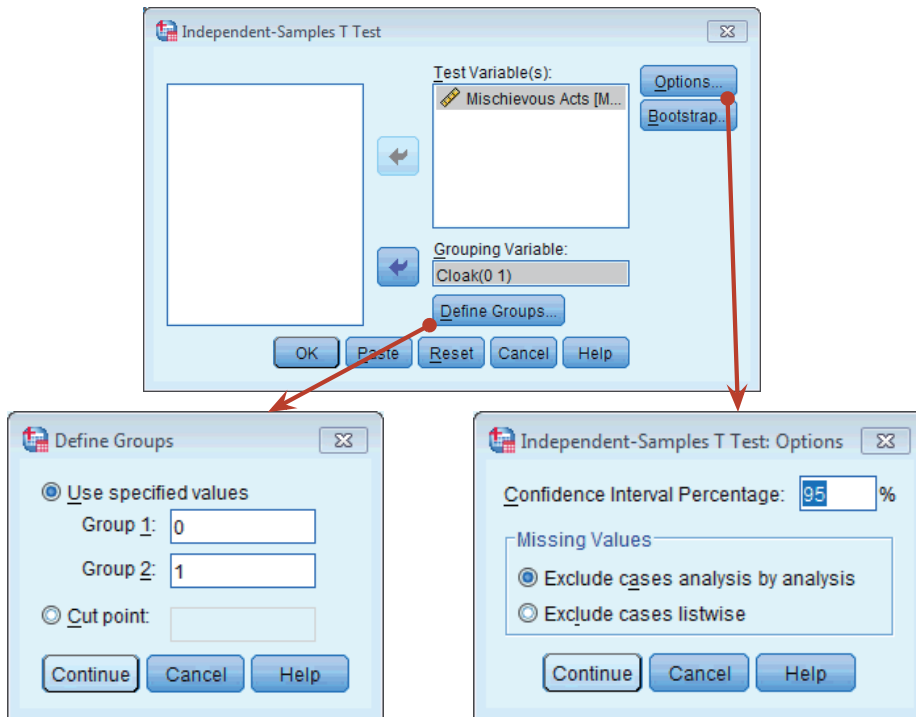 Independent-Samples T Test
Test Variable(s):
Mischievous Acts [M...
Options...
Bootstrap...
Grouping Variable:
Cloak(0 1)
Define Groups...
OK Paste Reset Cancel Help
Define Groups
Use specified values
Group 1: 0
Group 2: 1
Cut point:
Continue Cancel Help
Independent-Samples T Test: Options
Confidence Interval Percentage: 95 %
Missing Values
Exclude cases analysis by analysis
Exclude cases listwise
Continue Cancel Help